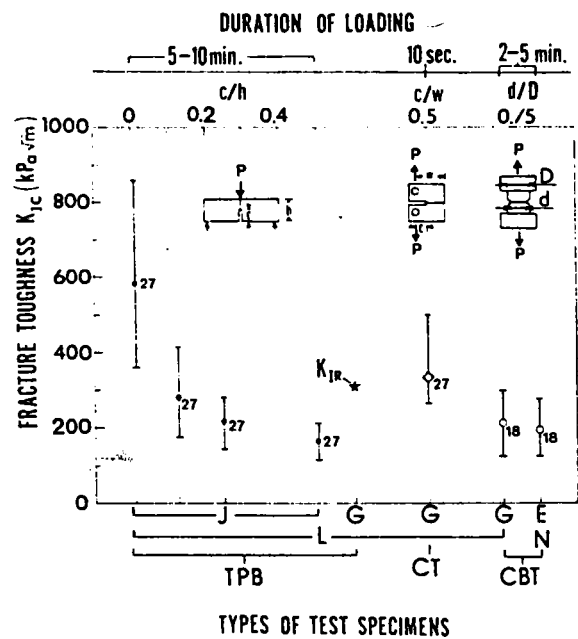 DURATION OF LOADING
5-10 min. 10 sec. 2-5 min.
c/h c/w d/D
0 0.2 0.4 0.5 0.75
FRACTURE TOUGHNESS K_IC (kPa √m)
1000
800
600
400
200
0
P P P
D
d
P P
27
27
27
27
K_IR
27
18
18
J G G G E
L N
TPB CT CBT
TYPES OF TEST SPECIMENS